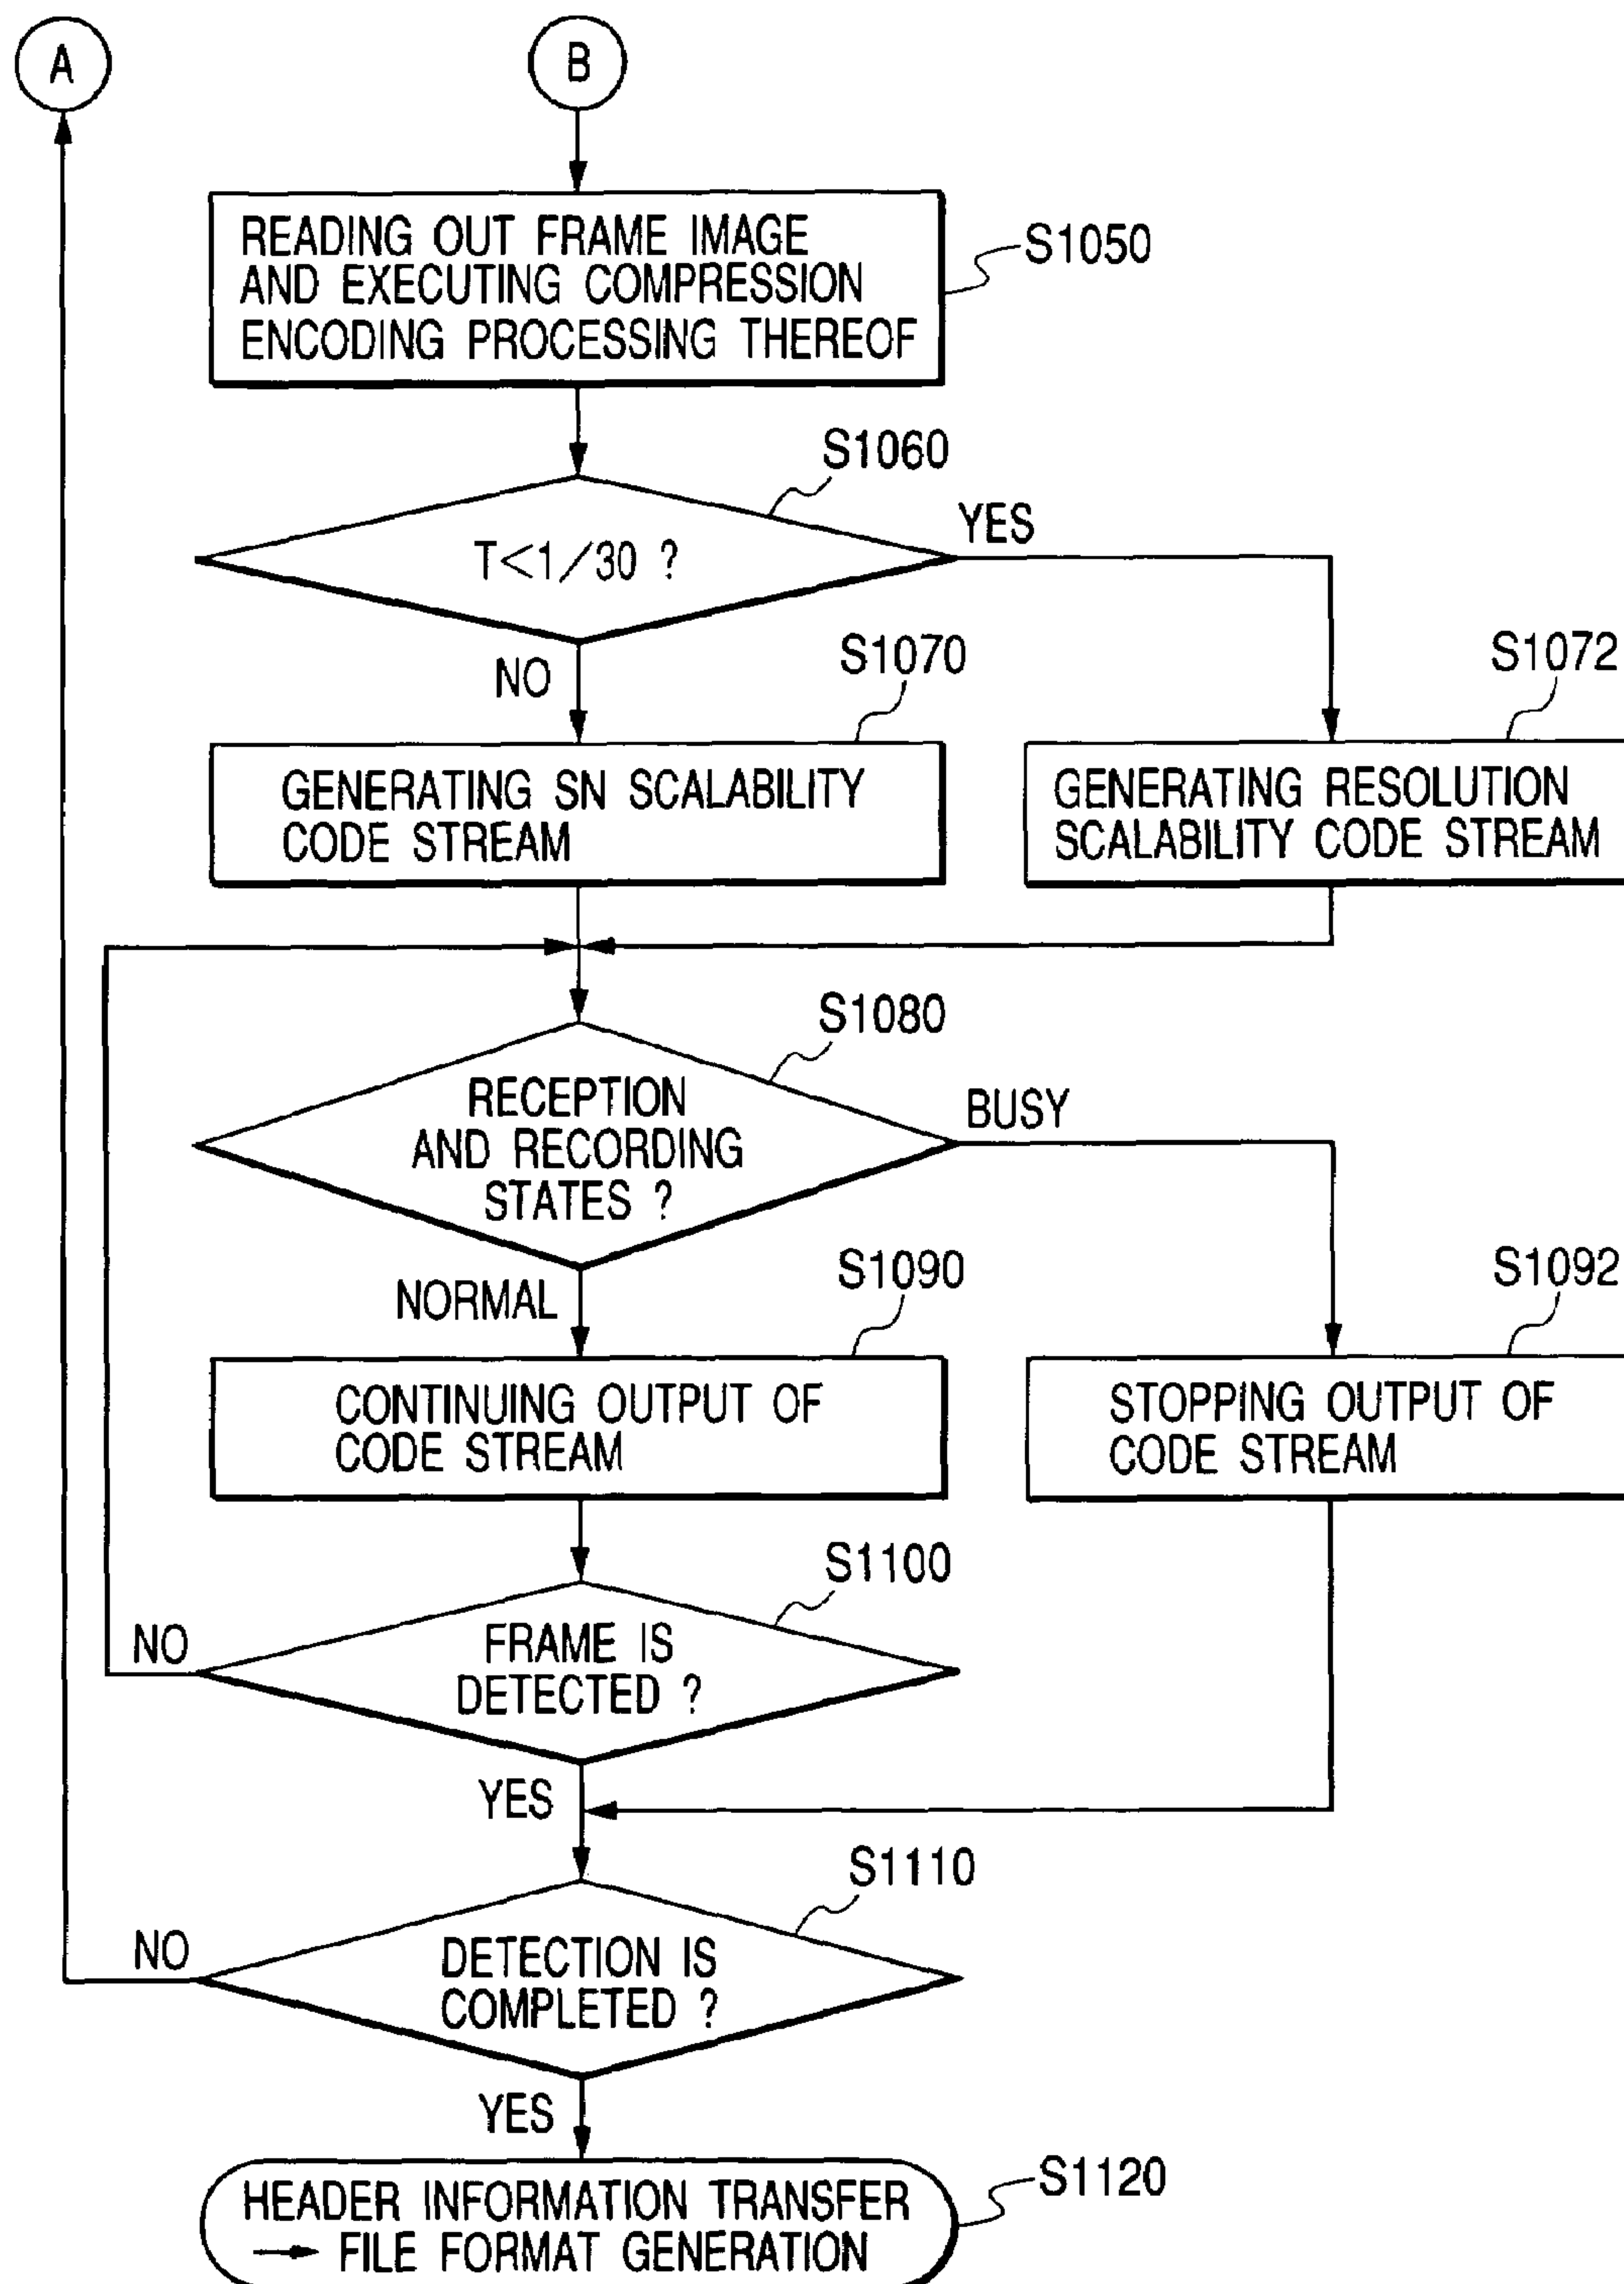 A
B
READING OUT FRAME IMAGE
AND EXECUTING COMPRESSION
ENCODING PROCESSING THEREOF
S1050
S1060
T<1/30 ?
YES
NO
S1070
S1072
GENERATING SN SCALABILITY
CODE STREAM
GENERATING RESOLUTION
SCALABILITY CODE STREAM
S1080
RECEPTION
AND RECORDING
STATES ?
BUSY
NORMAL
S1090
S1092
CONTINUING OUTPUT OF
CODE STREAM
STOPPING OUTPUT OF
CODE STREAM
S1100
FRAME IS
DETECTED ?
NO
YES
S1110
DETECTION IS
COMPLETED ?
NO
YES
S1120
HEADER INFORMATION TRANSFER
→ FILE FORMAT GENERATION